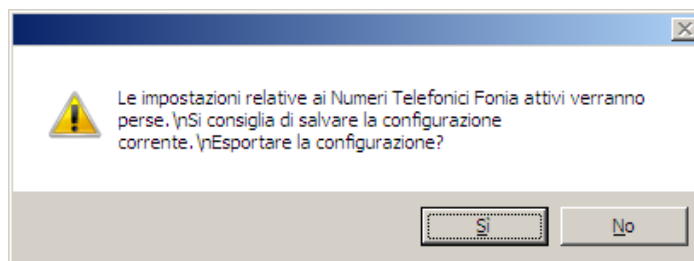 Le impostazioni relative ai Numeri Telefonici Fonia attivi verranno
perse.\nSi consiglia di salvare la configurazione
corrente.\nEsportare la configurazione?
Sì
No